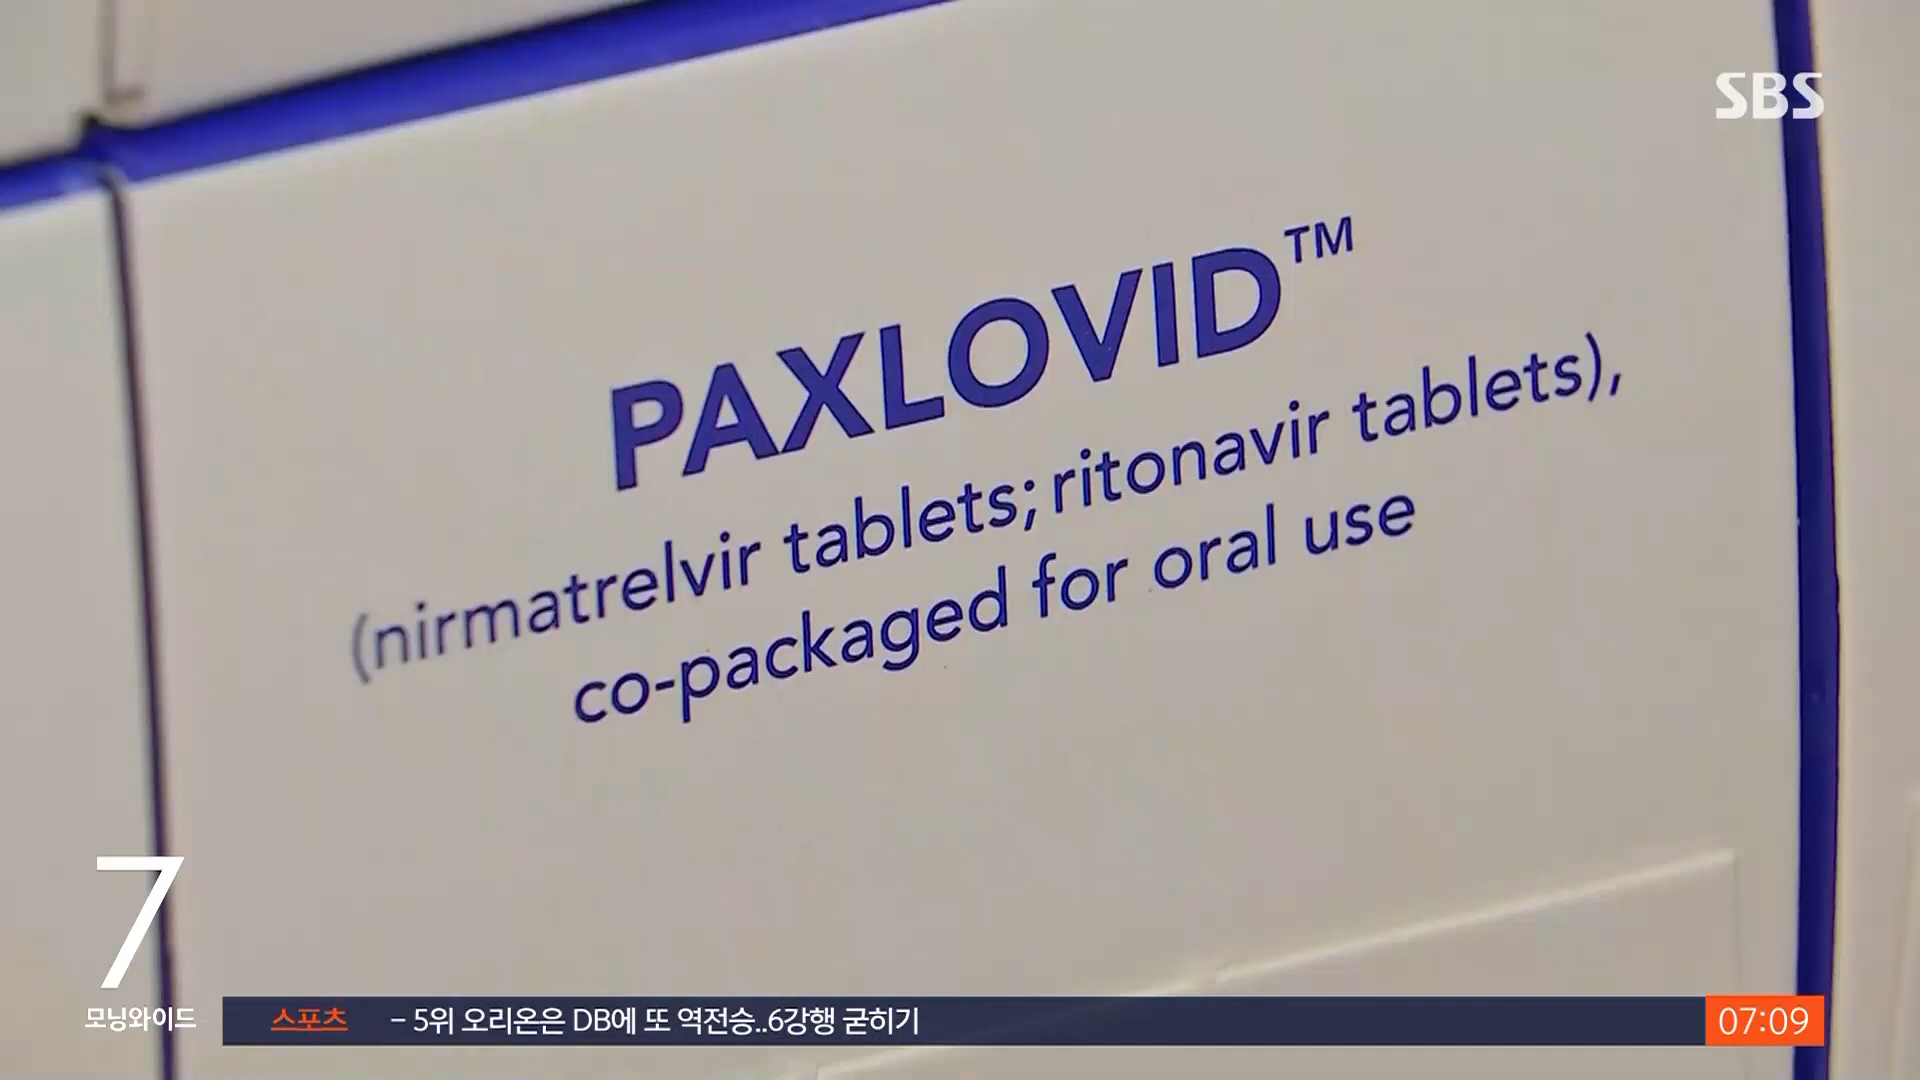 SBS
PAXLOVID™
(nirmatrelvir tablets; ritonavir tablets),
co-packaged for oral use
7
모닝와이드
스포츠 - 5위 오리온은 DB에 또 역전승..6강행 굳히기
07:09